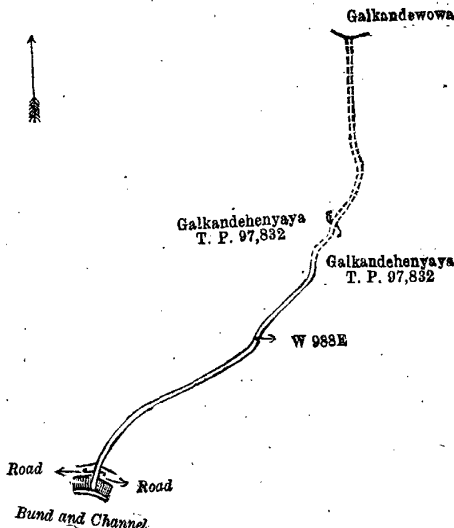 Galkandewowa
Galkandehenyaya
T. P. 97,832
Galkandehenyaya
T. P. 97,832
W 988E
Road
Road
Bund and Channel